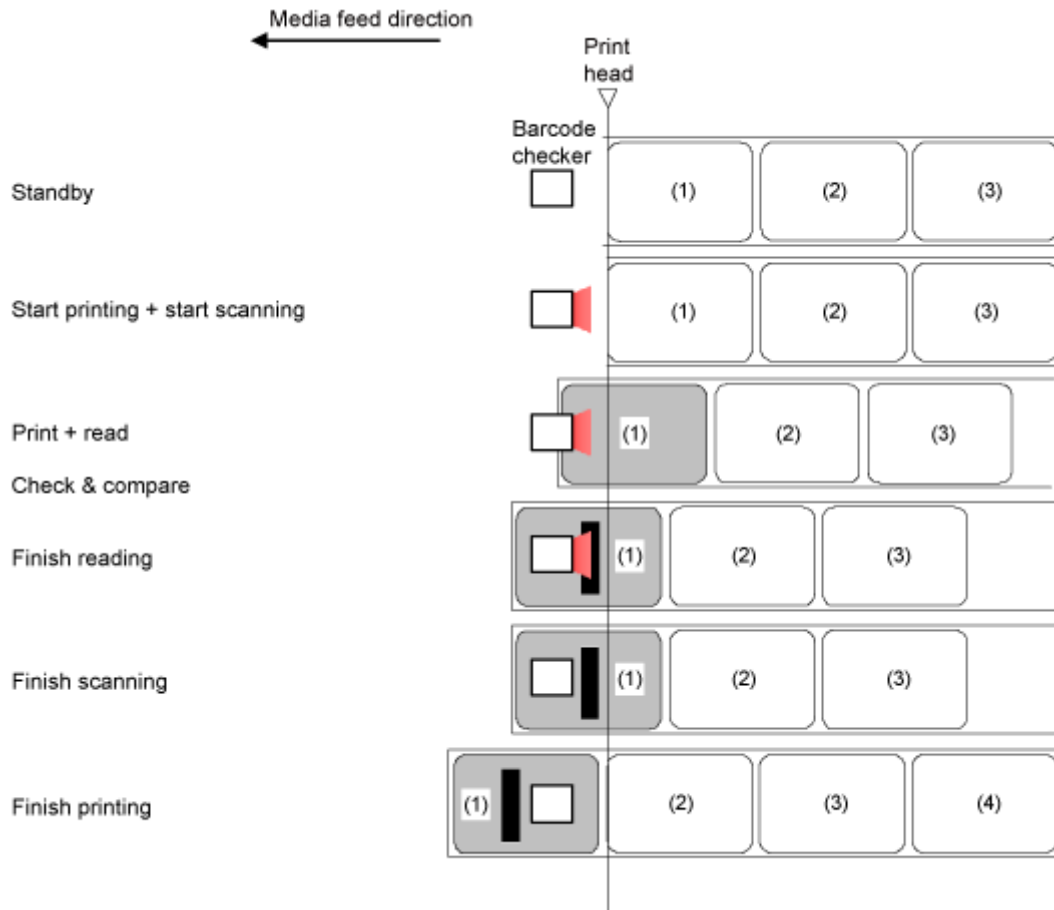 Media feed direction
Print
head
Barcode
checker
Standby
(1)
(2)
(3)
Start printing + start scanning
(1)
(2)
(3)
Print + read
(1)
(2)
(3)
Check & compare
Finish reading
(1)
(2)
(3)
Finish scanning
(1)
(2)
(3)
Finish printing
(1)
(2)
(3)
(4)